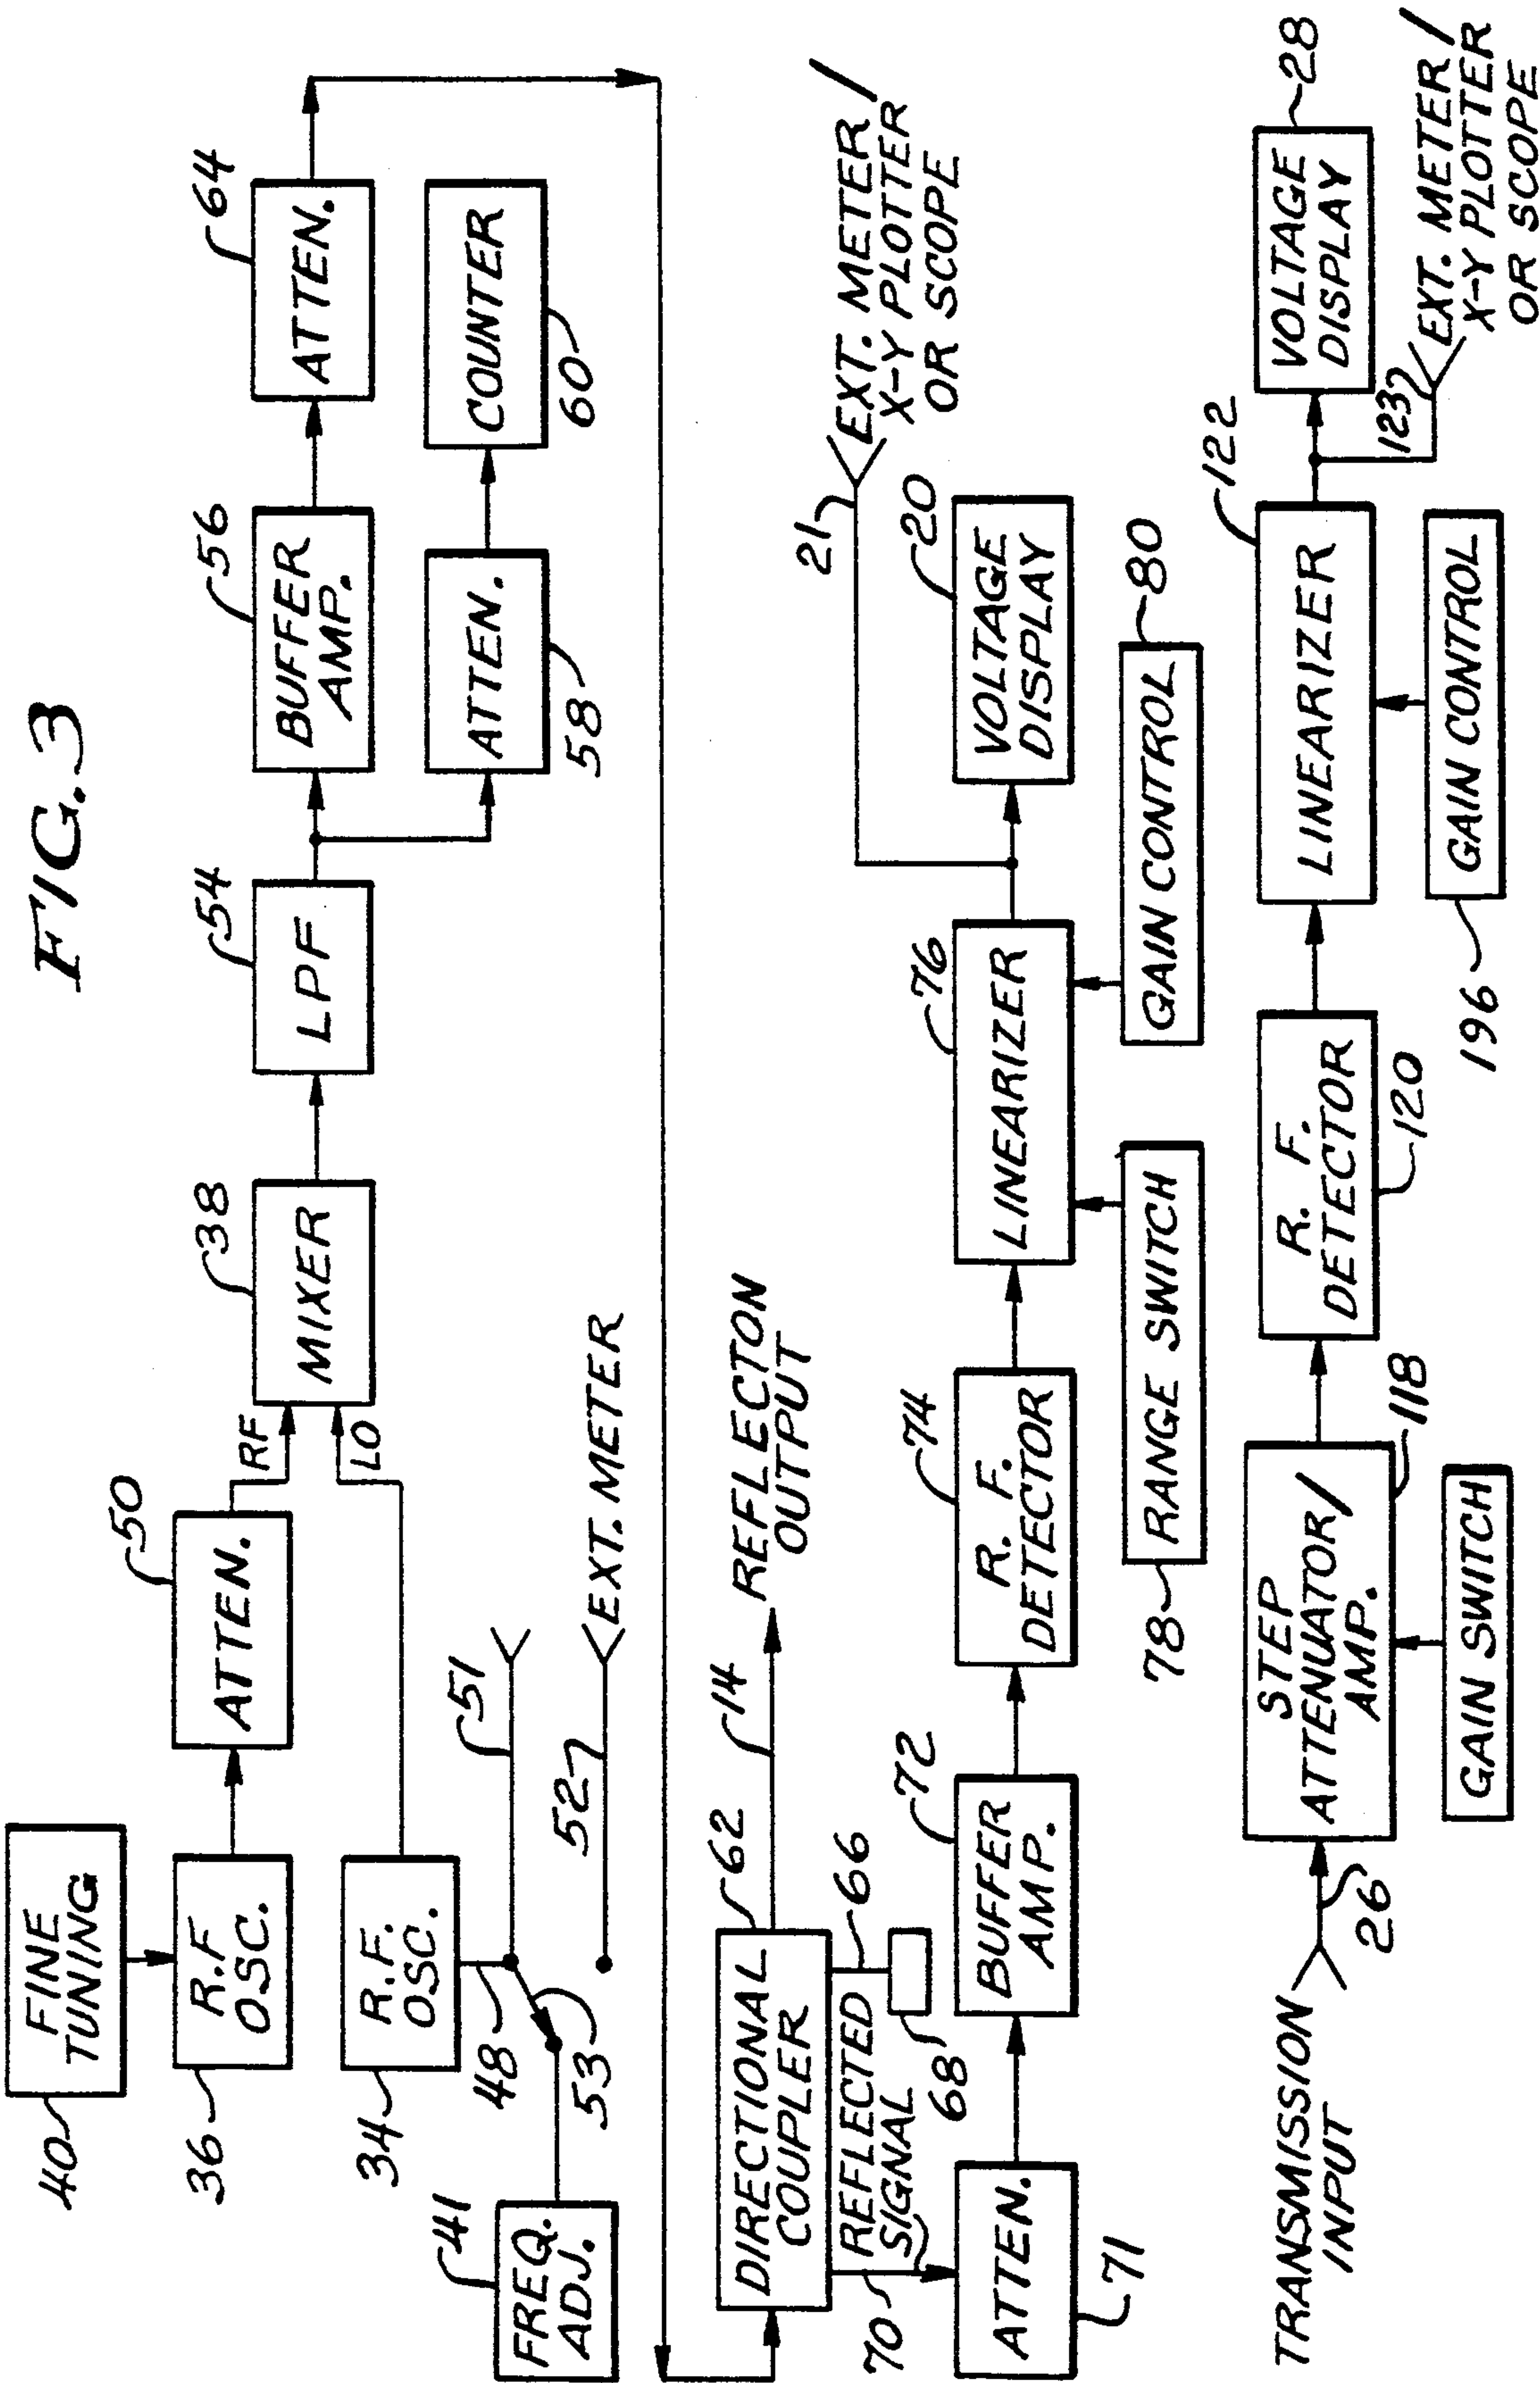 FIG. 3
40
FINE
TUNING
36
R.F
OSC.
50
ATTEN.
RF
LO
34
R.F.
OSC.
38
MIXER
54
LPF
56
BUFFER
AMP.
64
ATTEN.
58
ATTEN.
60
COUNTER
41
FREQ.
ADJ.
48
53
51
52
EXT. METER
62
DIRECTIONAL
COUPLER
14
REFLECTON
OUTPUT
66
68
REFLECTED
SIGNAL
70
71
ATTEN.
72
BUFFER
AMP.
74
R. F.
DETECTOR
76
LINEARIZER
78
RANGE SWITCH
80
GAIN CONTROL
20
VOLTAGE
DISPLAY
21
EXT. METER/
X-Y PLOTTER
OR SCOPE
TRANSMISSION
INPUT
26
STEP
ATTENUATOR/
AMP.
118
GAIN SWITCH
R. F.
DETECTOR
120
122
LINEARIZER
196
GAIN CONTROL
VOLTAGE
DISPLAY
28
123
EXT. METER/
X-Y PLOTTER
OR SCOPE